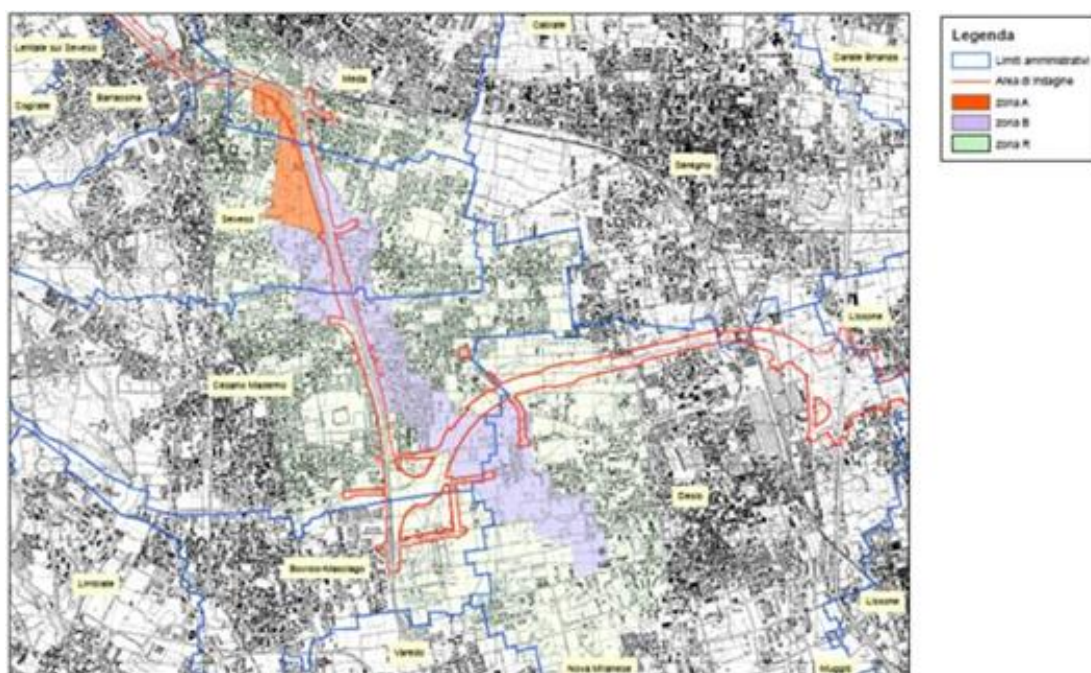 Cabiate
Legenda
Lentate sul Seveso
Meda
Carate Brianza
Limiti amministrativi
Cogliate
Barlassina
Area di indagine
zona A
zona B
zona R
Seregno
Seveso
Lissone
Cesano Maderno
Desio
Bovisio Masciago
Limbiate
Lissone
Varedo
Nova Milanese
Muggiò